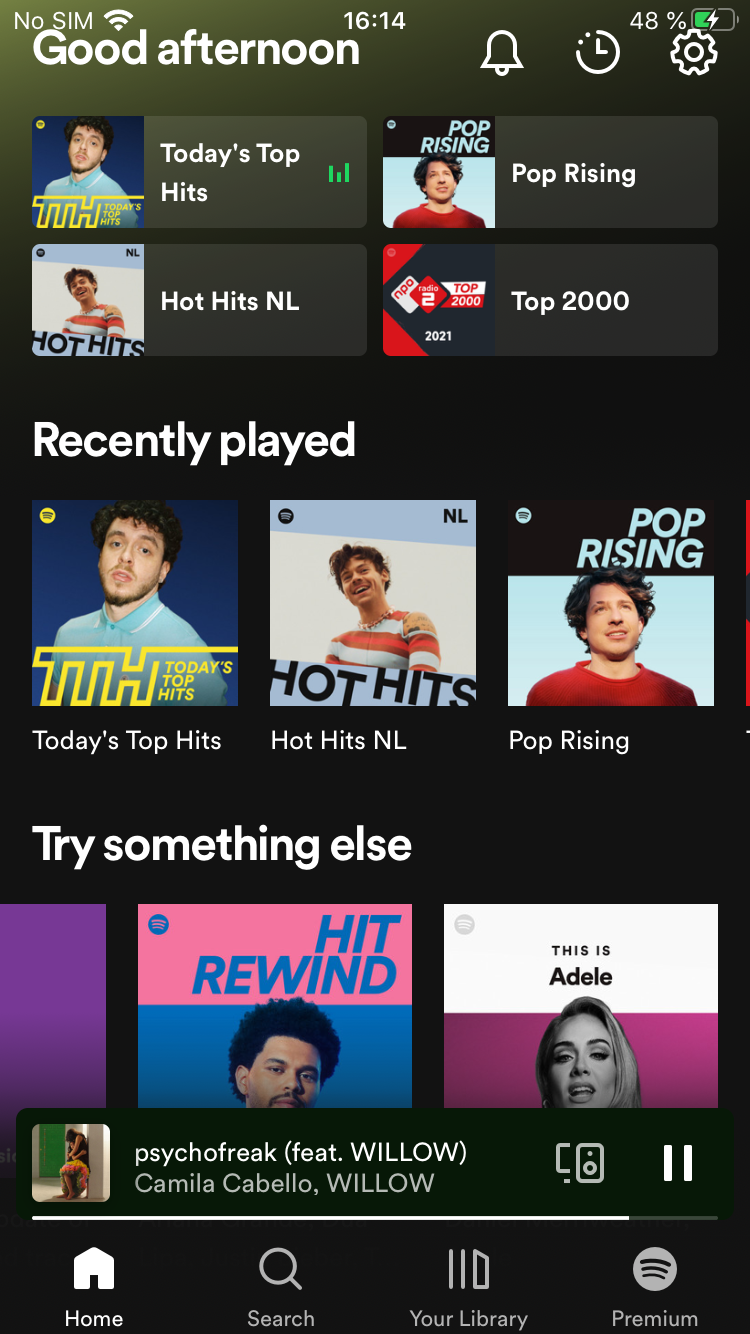 No SIM 16:14 48 %
Good afternoon
TTH TODAY'S
TOP
HITS
Today's Top
Hits
POP
RISING
Pop Rising
NL
HOT HITS
Hot Hits NL
npo radio 2 TOP
2000
2021
Top 2000
Recently played
TTH TODAY'S
TOP
HITS
NL
HOT HITS
POP
RISING
Today's Top Hits
Hot Hits NL
Pop Rising
Try something else
HIT
REWIND
THIS IS
Adele
psychofreak (feat. WILLOW)
Camila Cabello, WILLOW
Home
Search
Your Library
Premium